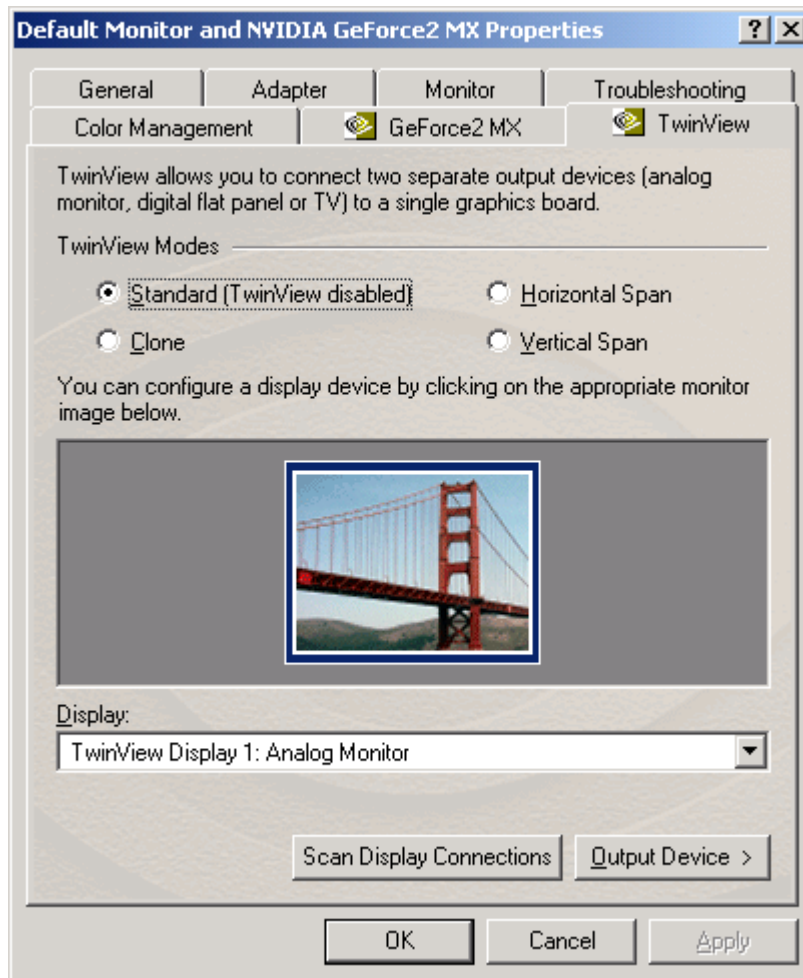 Default Monitor and NVIDIA GeForce2 MX Properties
General Adapter Monitor Troubleshooting
Color Management GeForce2 MX TwinView
TwinView allows you to connect two separate output devices (analog
monitor, digital flat panel or TV) to a single graphics board.
TwinView Modes
Standard (TwinView disabled) Horizontal Span
Clone Vertical Span
You can configure a display device by clicking on the appropriate monitor
image below.
Display:
TwinView Display 1: Analog Monitor
Scan Display Connections Output Device >
OK Cancel Apply